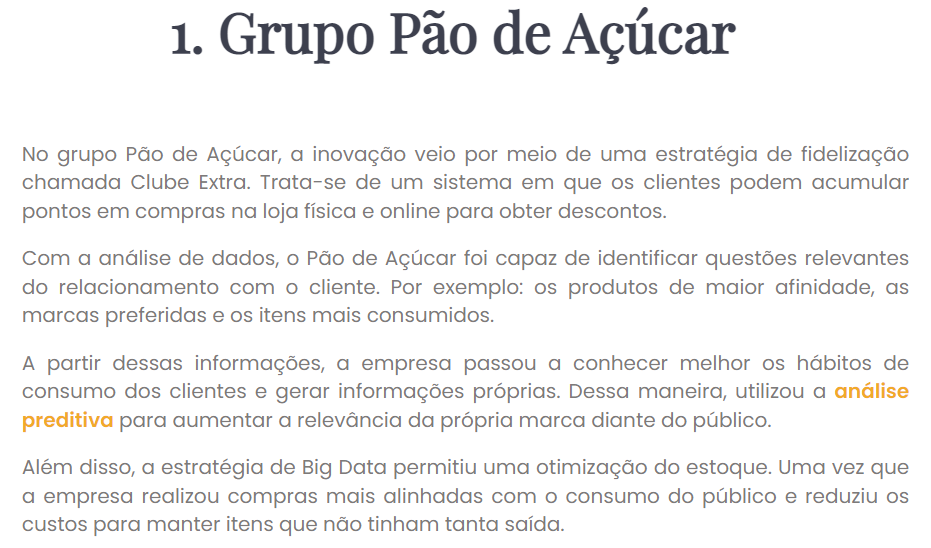 1. Grupo Pão de Açúcar
No grupo Pão de Açúcar, a inovação veio por meio de uma estratégia de fidelização
chamada Clube Extra. Trata-se de um sistema em que os clientes podem acumular
pontos em compras na loja física e online para obter descontos.
Com a análise de dados, o Pão de Açúcar foi capaz de identificar questões relevantes
do relacionamento com o cliente. Por exemplo: os produtos de maior afinidade, as
marcas preferidas e os itens mais consumidos.
A partir dessas informações, a empresa passou a conhecer melhor os hábitos de
consumo dos clientes e gerar informações próprias. Dessa maneira, utilizou a análise
preditiva para aumentar a relevância da própria marca diante do público.
Além disso, a estratégia de Big Data permitiu uma otimização do estoque. Uma vez que
a empresa realizou compras mais alinhadas com o consumo do público e reduziu os
custos para manter itens que não tinham tanta saída.